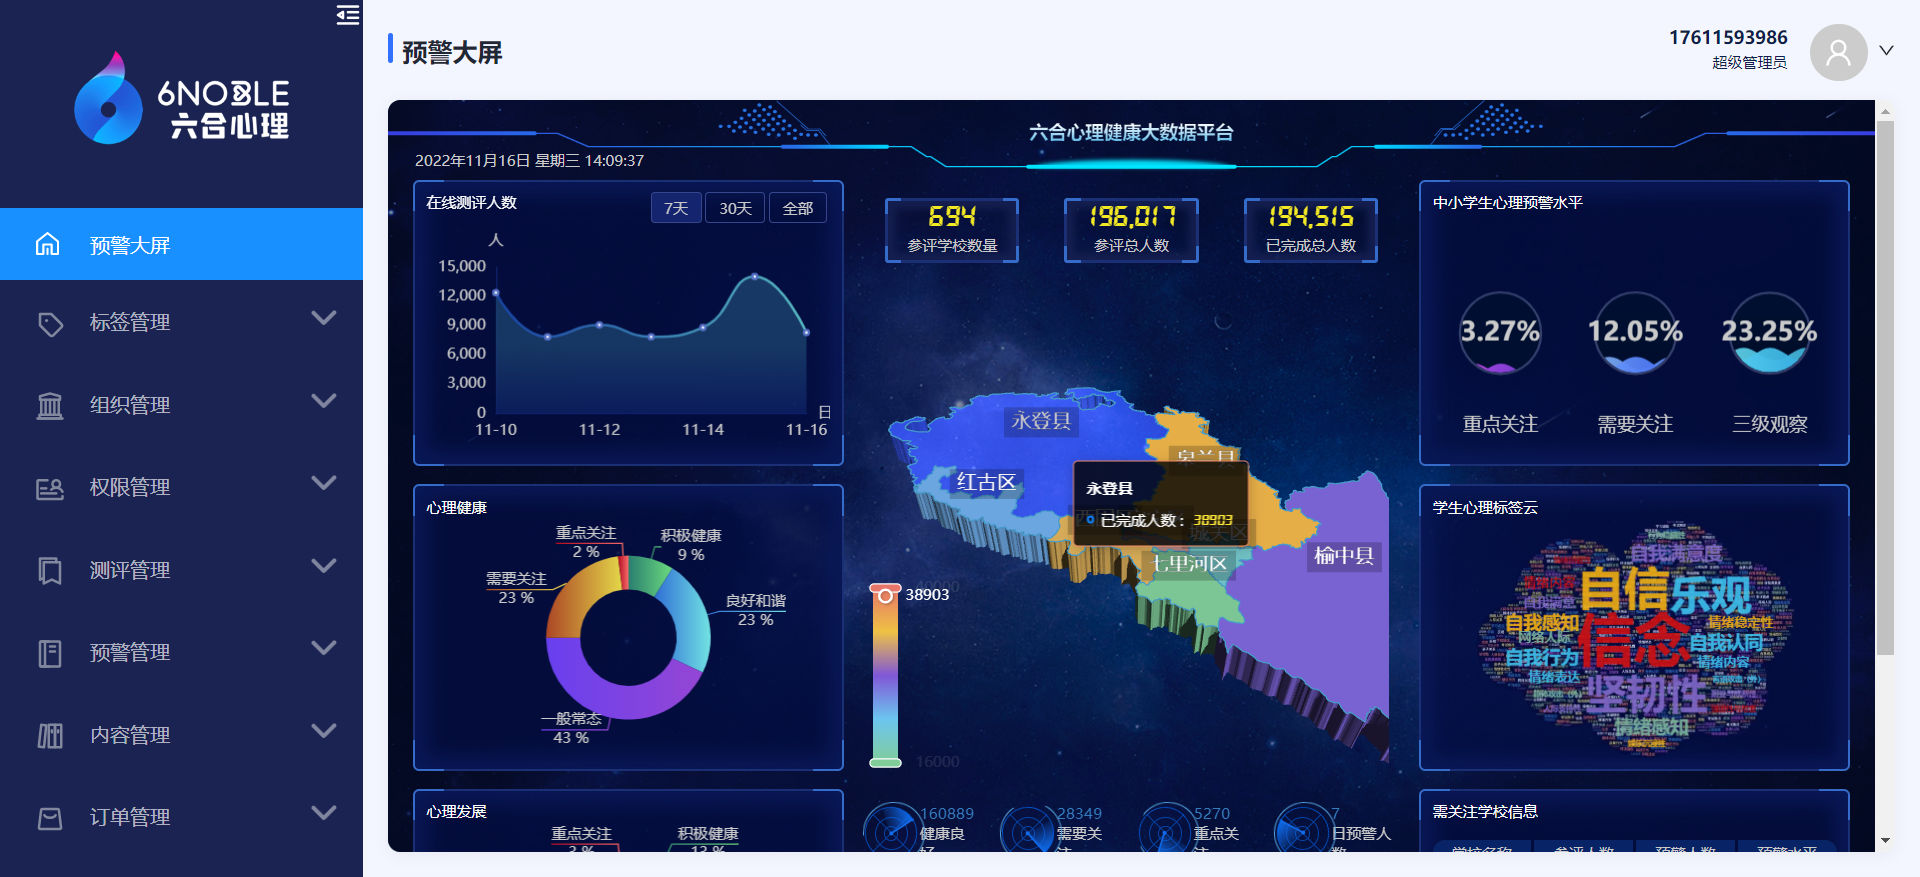 6NOBLE
六合心理
预警大屏
标签管理
组织管理
权限管理
测评管理
预警管理
内容管理
订单管理
预警大屏
17611593986
超级管理员
六合心理健康大数据平台
2022年11月16日 星期三 14:09:37
在线测评人数
7天 30天 全部
人
15,000
12,000
9,000
6,000
3,000
0
日
11-10 11-12 11-14 11-16
心理健康
重点关注
2 %
积极健康
9 %
需要关注
23 %
良好和谐
23 %
一般常态
43 %
心理发展
重点关注
3 %
积极健康
13 %
694
参评学校数量
196,017
参评总人数
194,515
已完成总人数
永登县
皋兰县
红古区
城关区
七里河区
榆中县
永登县
已完成人数：38903
40000
38903
16000
160889
健康良好
28349
需要关注
5270
重点关注
7
日预警人数
中小学生心理预警水平
3.27% 12.05% 23.25%
重点关注 需要关注 三级观察
学生心理标签云
自我满意度
自信 乐观
自我感知
情绪稳定性
网络人际
信念
自我认同
自我行为
情绪内容
情绪表达
坚韧性
情绪感知
需关注学校信息
学校名称 参评人数 预警人数 预警水平